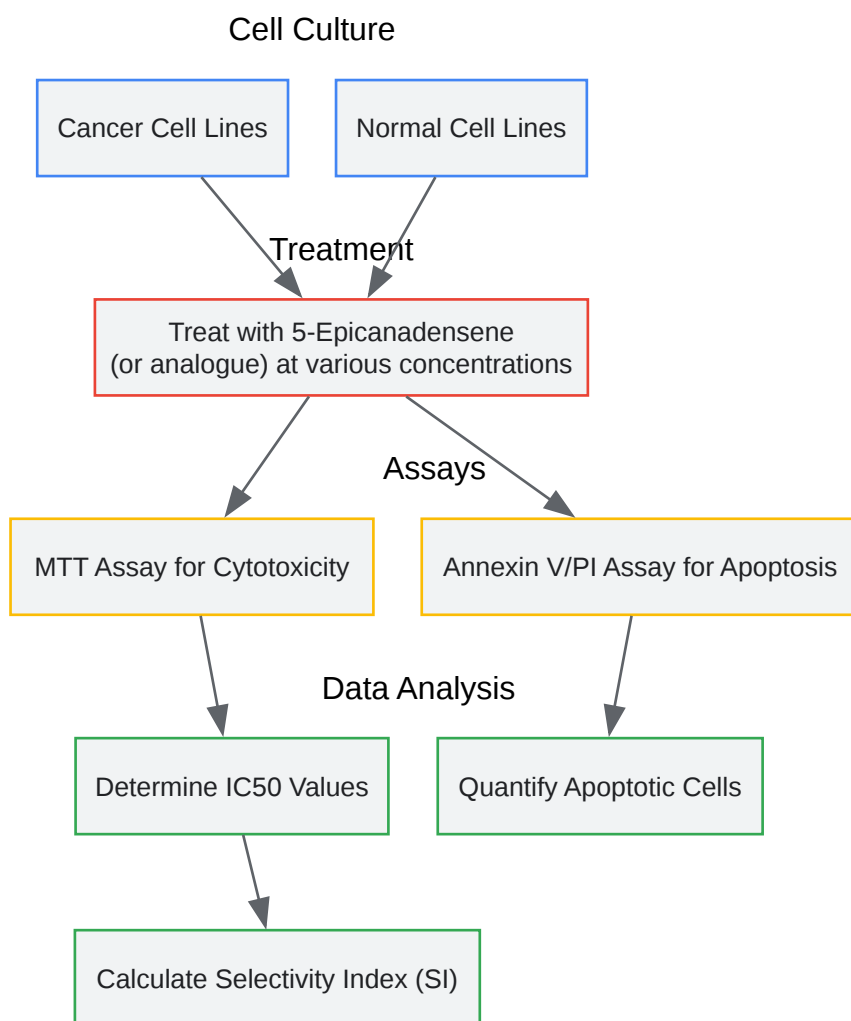 Cell Culture
Cancer Cell Lines
Normal Cell Lines
Treatment
Treat with 5-Epicanadensene
(or analogue) at various concentrations
Assays
MTT Assay for Cytotoxicity
Annexin V/PI Assay for Apoptosis
Data Analysis
Determine IC50 Values
Quantify Apoptotic Cells
Calculate Selectivity Index (SI)